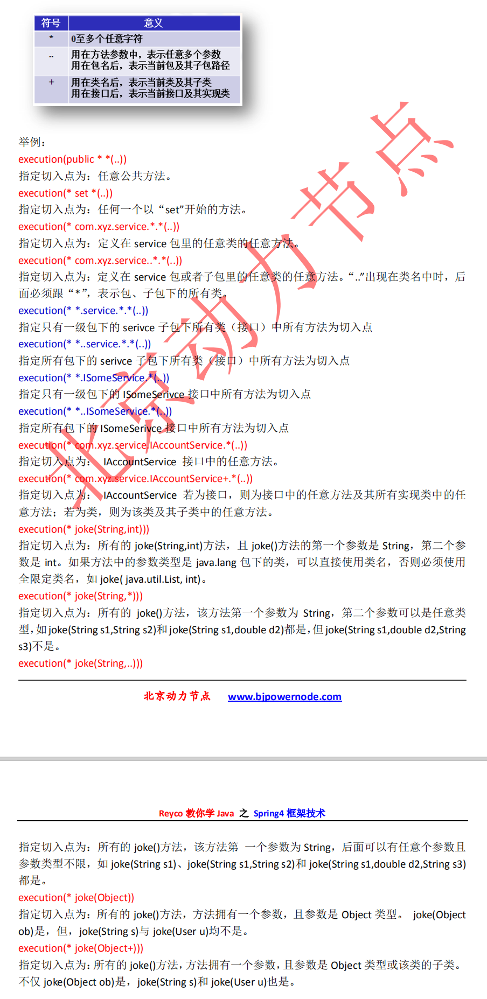 符号 意义
* 0至多个任意字符
.. 用在方法参数中，表示任意多个参数
用在包名后，表示当前包及其子包路径
+ 用在类名后，表示当前类及其子类
用在接口后，表示当前接口及其实现类
举例：
execution(public * *(..))
指定切入点为：任意公共方法。
execution(* set *(..))
指定切入点为：任何一个以“set”开始的方法。
execution(* com.xyz.service.*.*(..))
指定切入点为：定义在 service 包里的任意类的任意方法。
execution(* com.xyz.service..*.*(..))
指定切入点为：定义在 service 包或者子包里的任意类的任意方法。“..”出现在类名中时，后
面必须跟“*”，表示包、子包下的所有类。
execution(* *.service.*.*(..))
指定只有一级包下的 serivce 子包下所有类（接口）中所有方法为切入点
execution(* *..service.*.*(..))
指定所有包下的 serivce 子包下所有类（接口）中所有方法为切入点
execution(* *.ISomeService.*(..))
指定只有一级包下的 ISomeSerivce 接口中所有方法为切入点
execution(* *..ISomeService.*(..))
指定所有包下的 ISomeSerivce 接口中所有方法为切入点
execution(* com.xyz.service.IAccountService.*(..))
指定切入点为： IAccountService 接口中的任意方法。
execution(* com.xyz.service.IAccountService+.*(..))
指定切入点为： IAccountService 若为接口，则为接口中的任意方法及其所有实现类中的任
意方法；若为类，则为该类及其子类中的任意方法。
execution(* joke(String,int)))
指定切入点为：所有的 joke(String,int)方法，且 joke()方法的第一个参数是 String，第二个参
数是 int。如果方法中的参数类型是 java.lang 包下的类，可以直接使用类名，否则必须使用
全限定类名，如 joke( java.util.List, int)。
execution(* joke(String,*)))
指定切入点为：所有的 joke()方法，该方法第一个参数为 String，第二个参数可以是任意类
型，如 joke(String s1,String s2)和 joke(String s1,double d2)都是，但 joke(String s1,double d2,String
s3)不是。
execution(* joke(String,..)))
北京动力节点 www.bjpowernode.com
北京动力节点
Reyco 教你学 Java 之 Spring4 框架技术
指定切入点为：所有的 joke()方法，该方法第 一个参数为 String，后面可以有任意个参数且
参数类型不限，如 joke(String s1)、joke(String s1,String s2)和 joke(String s1,double d2,String s3)
都是。
execution(* joke(Object))
指定切入点为：所有的 joke()方法，方法拥有一个参数，且参数是 Object 类型。 joke(Object
ob)是，但，joke(String s)与 joke(User u)均不是。
execution(* joke(Object+)))
指定切入点为：所有的 joke()方法，方法拥有一个参数，且参数是 Object 类型或该类的子类。
不仅 joke(Object ob)是，joke(String s)和 joke(User u)也是。